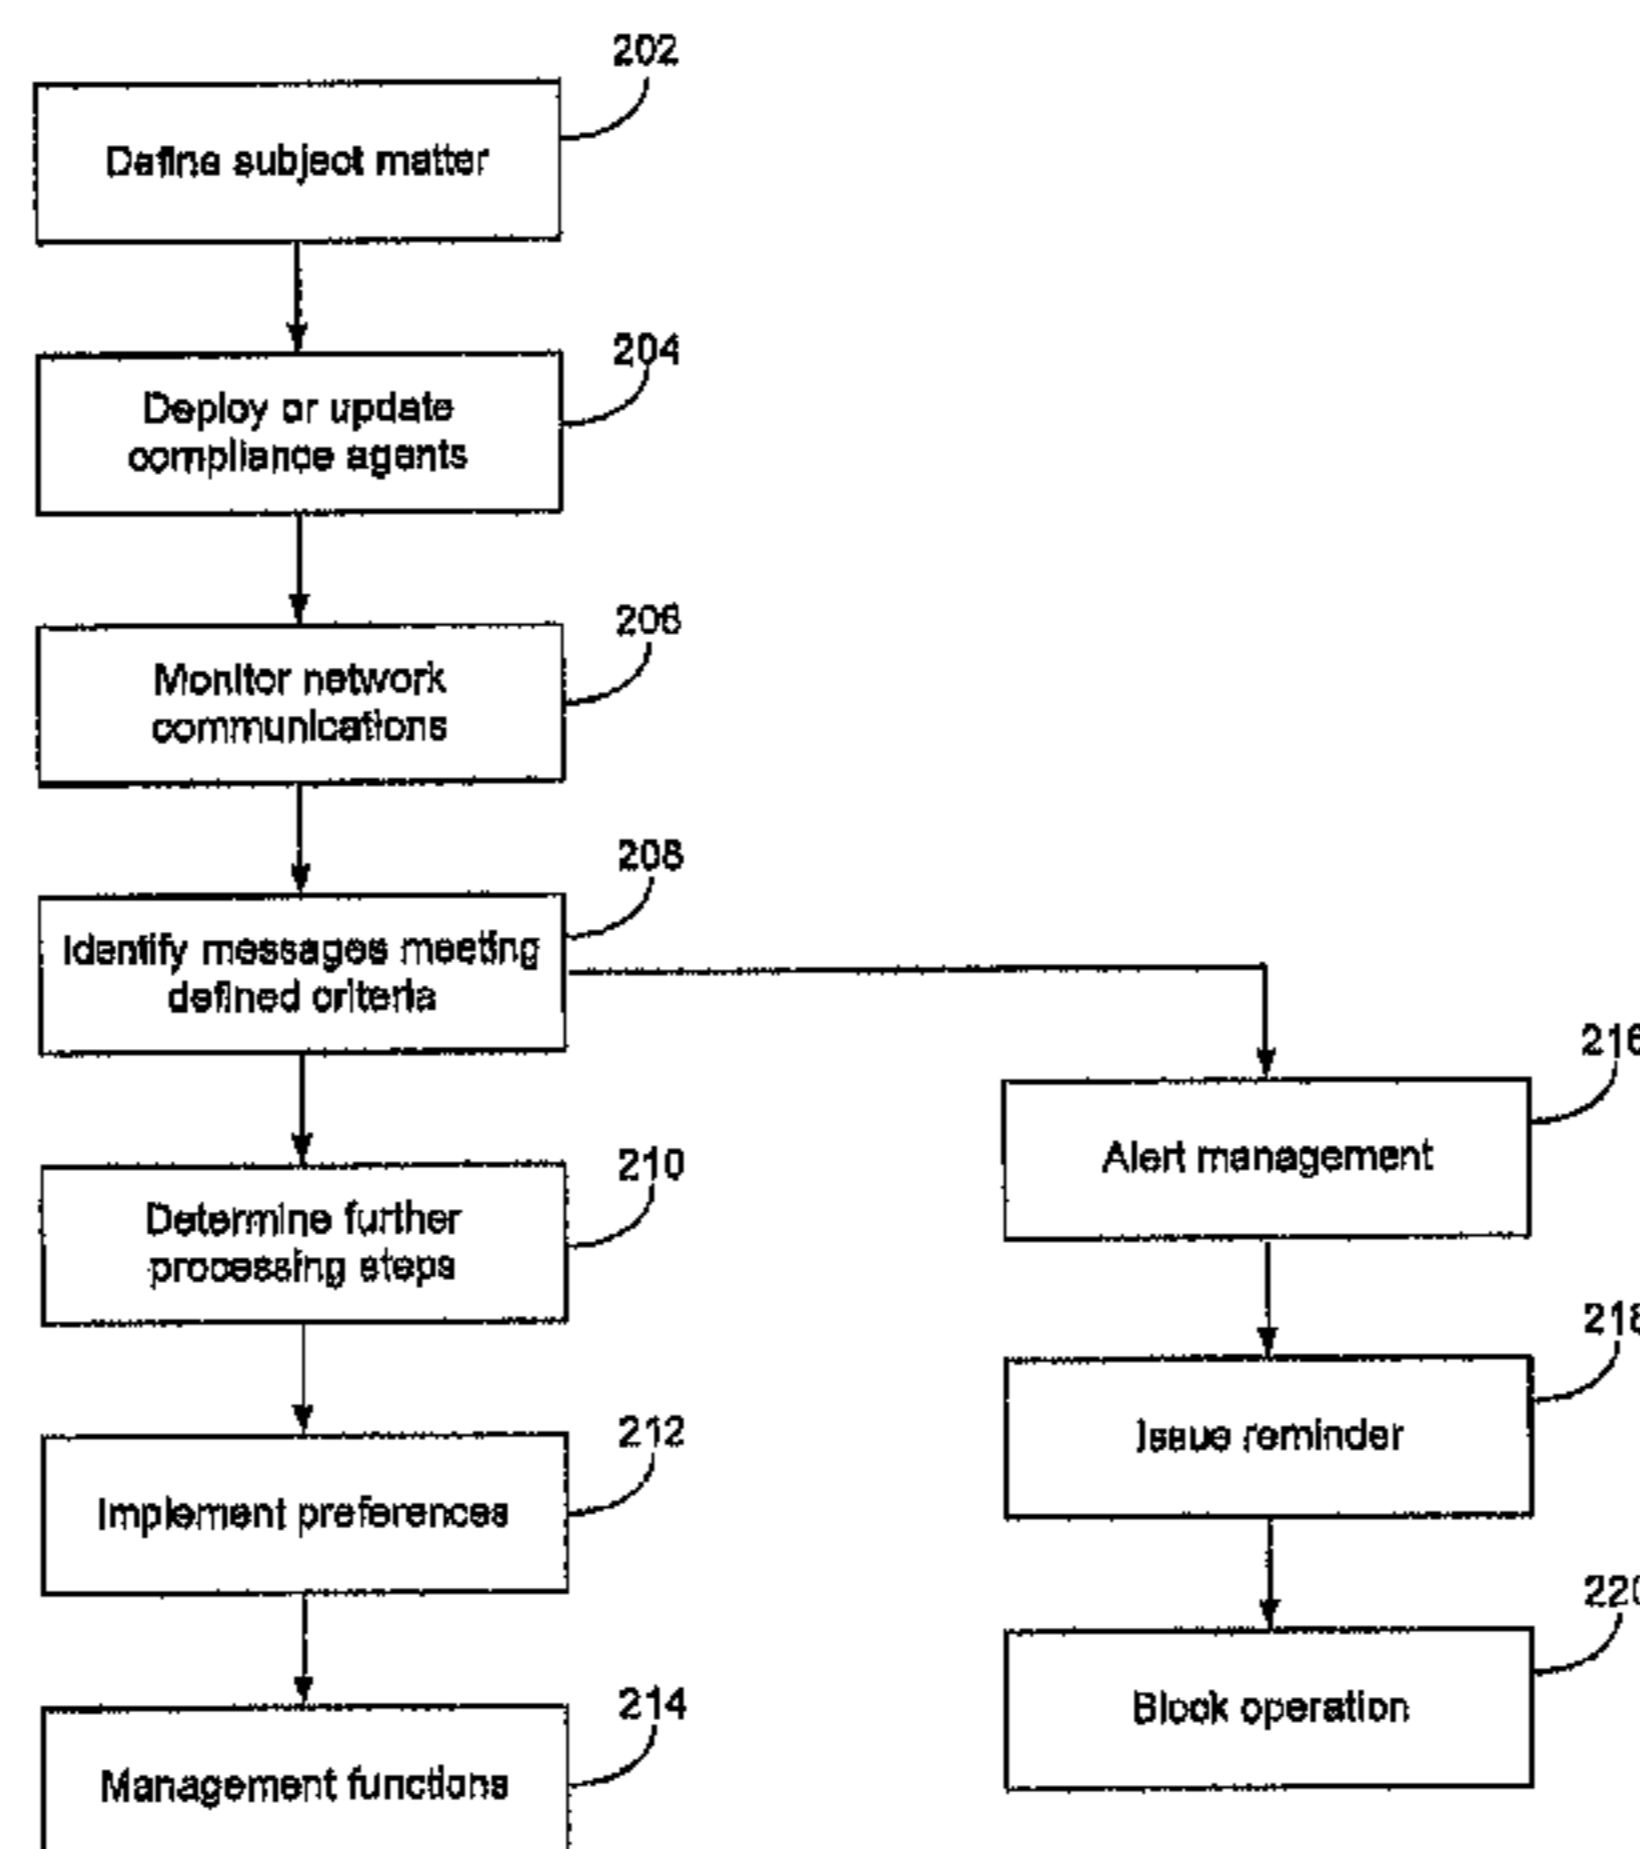 202
Define subject matter
204
Deploy or update
compliance agents
206
Monitor network
communications
208
Identify messages meeting
defined criteria
216
Alert management
210
Determine further
processing steps
218
Issue reminder
212
Implement preferences
220
Block operation
214
Management functions